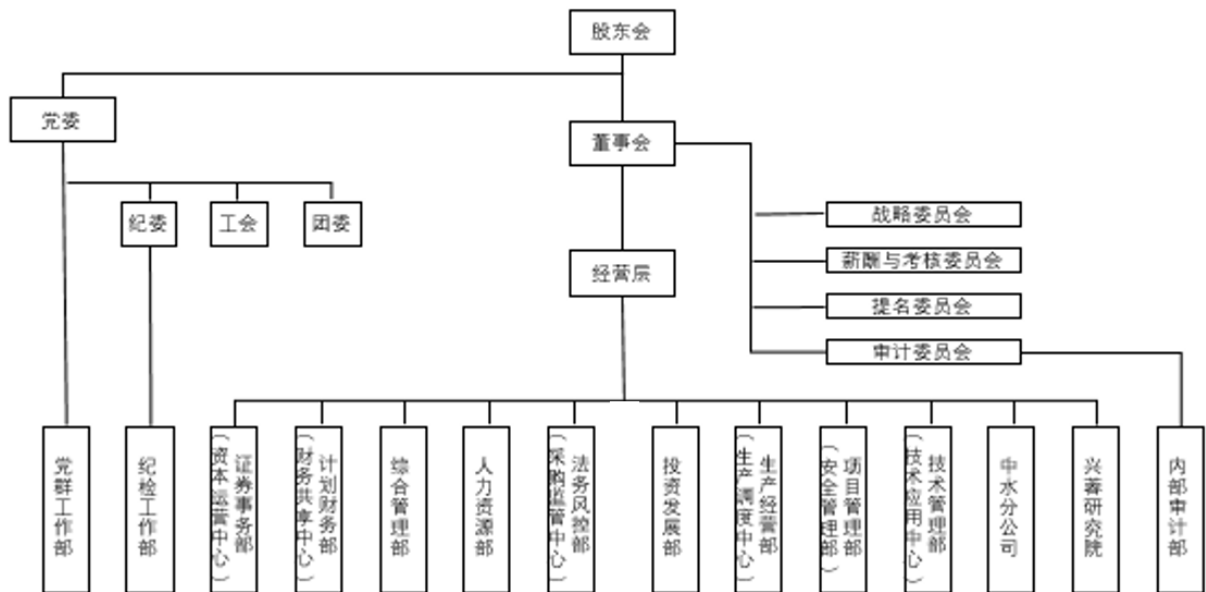 股东会
党委
董事会
纪委
工会
团委
战略委员会
薪酬与考核委员会
经营层
提名委员会
审计委员会
党群工作部
纪检工作部
证券事务部
(资本运营中心)
计划财务部
(财务共享中心)
综合管理部
人力资源部
法务风控部
(采购监管中心)
投资发展部
生产经营部
(生产调度中心)
项目管理部
(安全管理部)
技术管理部
(技术应用中心)
中水分公司
兴蓉研究院
内部审计部